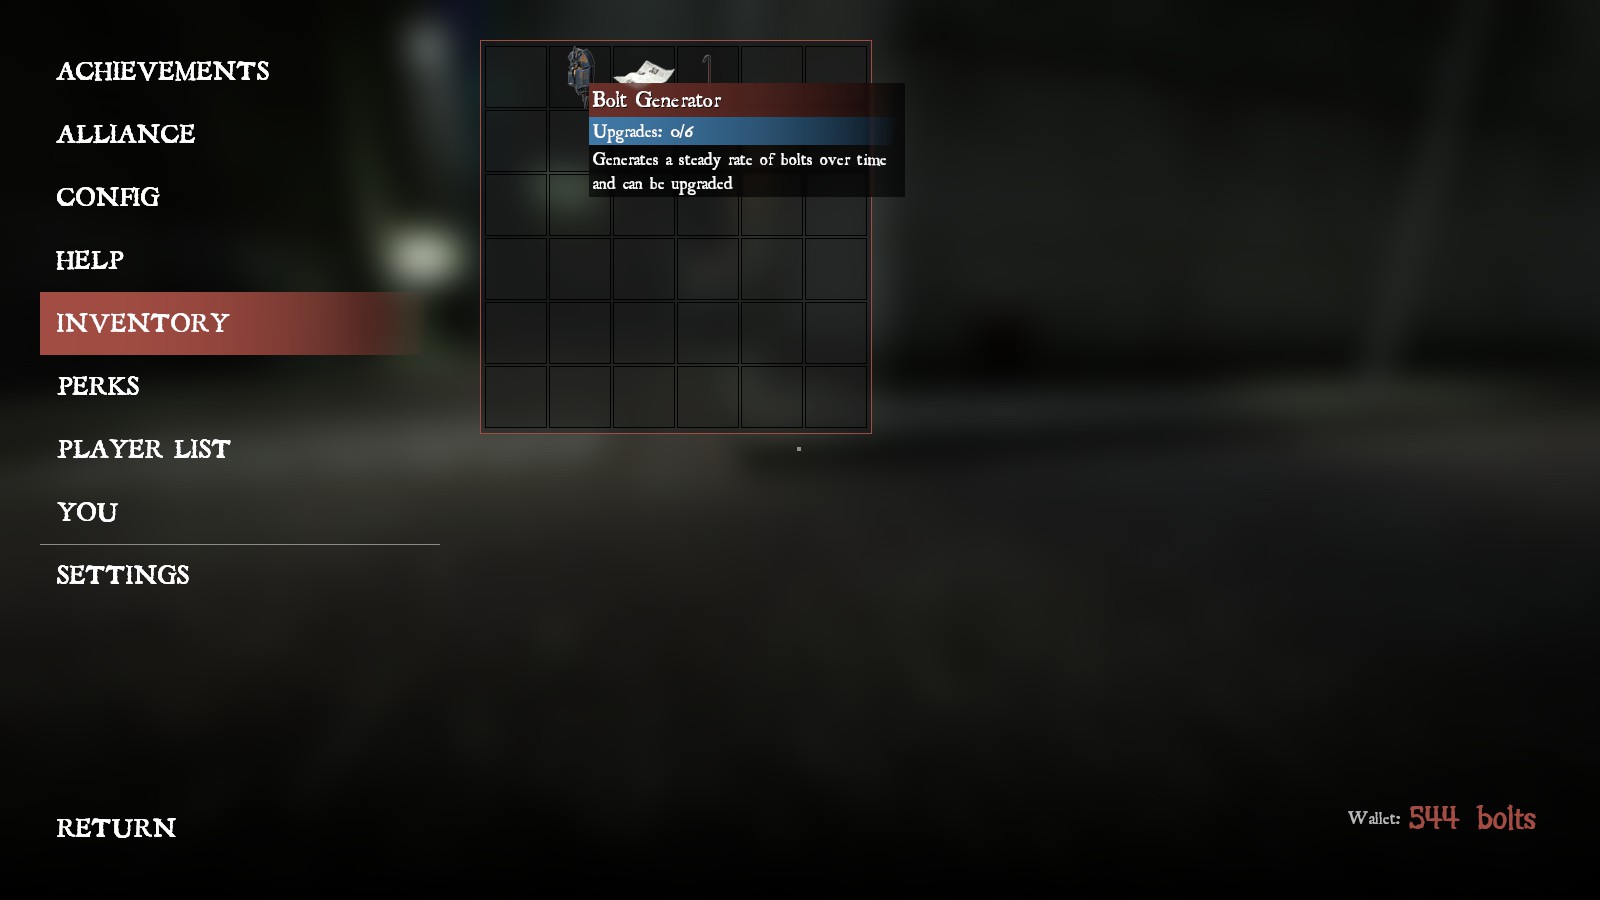 ACHIEVEMENTS
ALLIANCE
CONFIG
HELP
INVENTORY
PERKS
PLAYER LIST
YOU
SETTINGS
RETURN
Bolt Generator
Upgrades: 0/6
Generates a steady rate of bolts over time
and can be upgraded
Wallet: 544 bolts